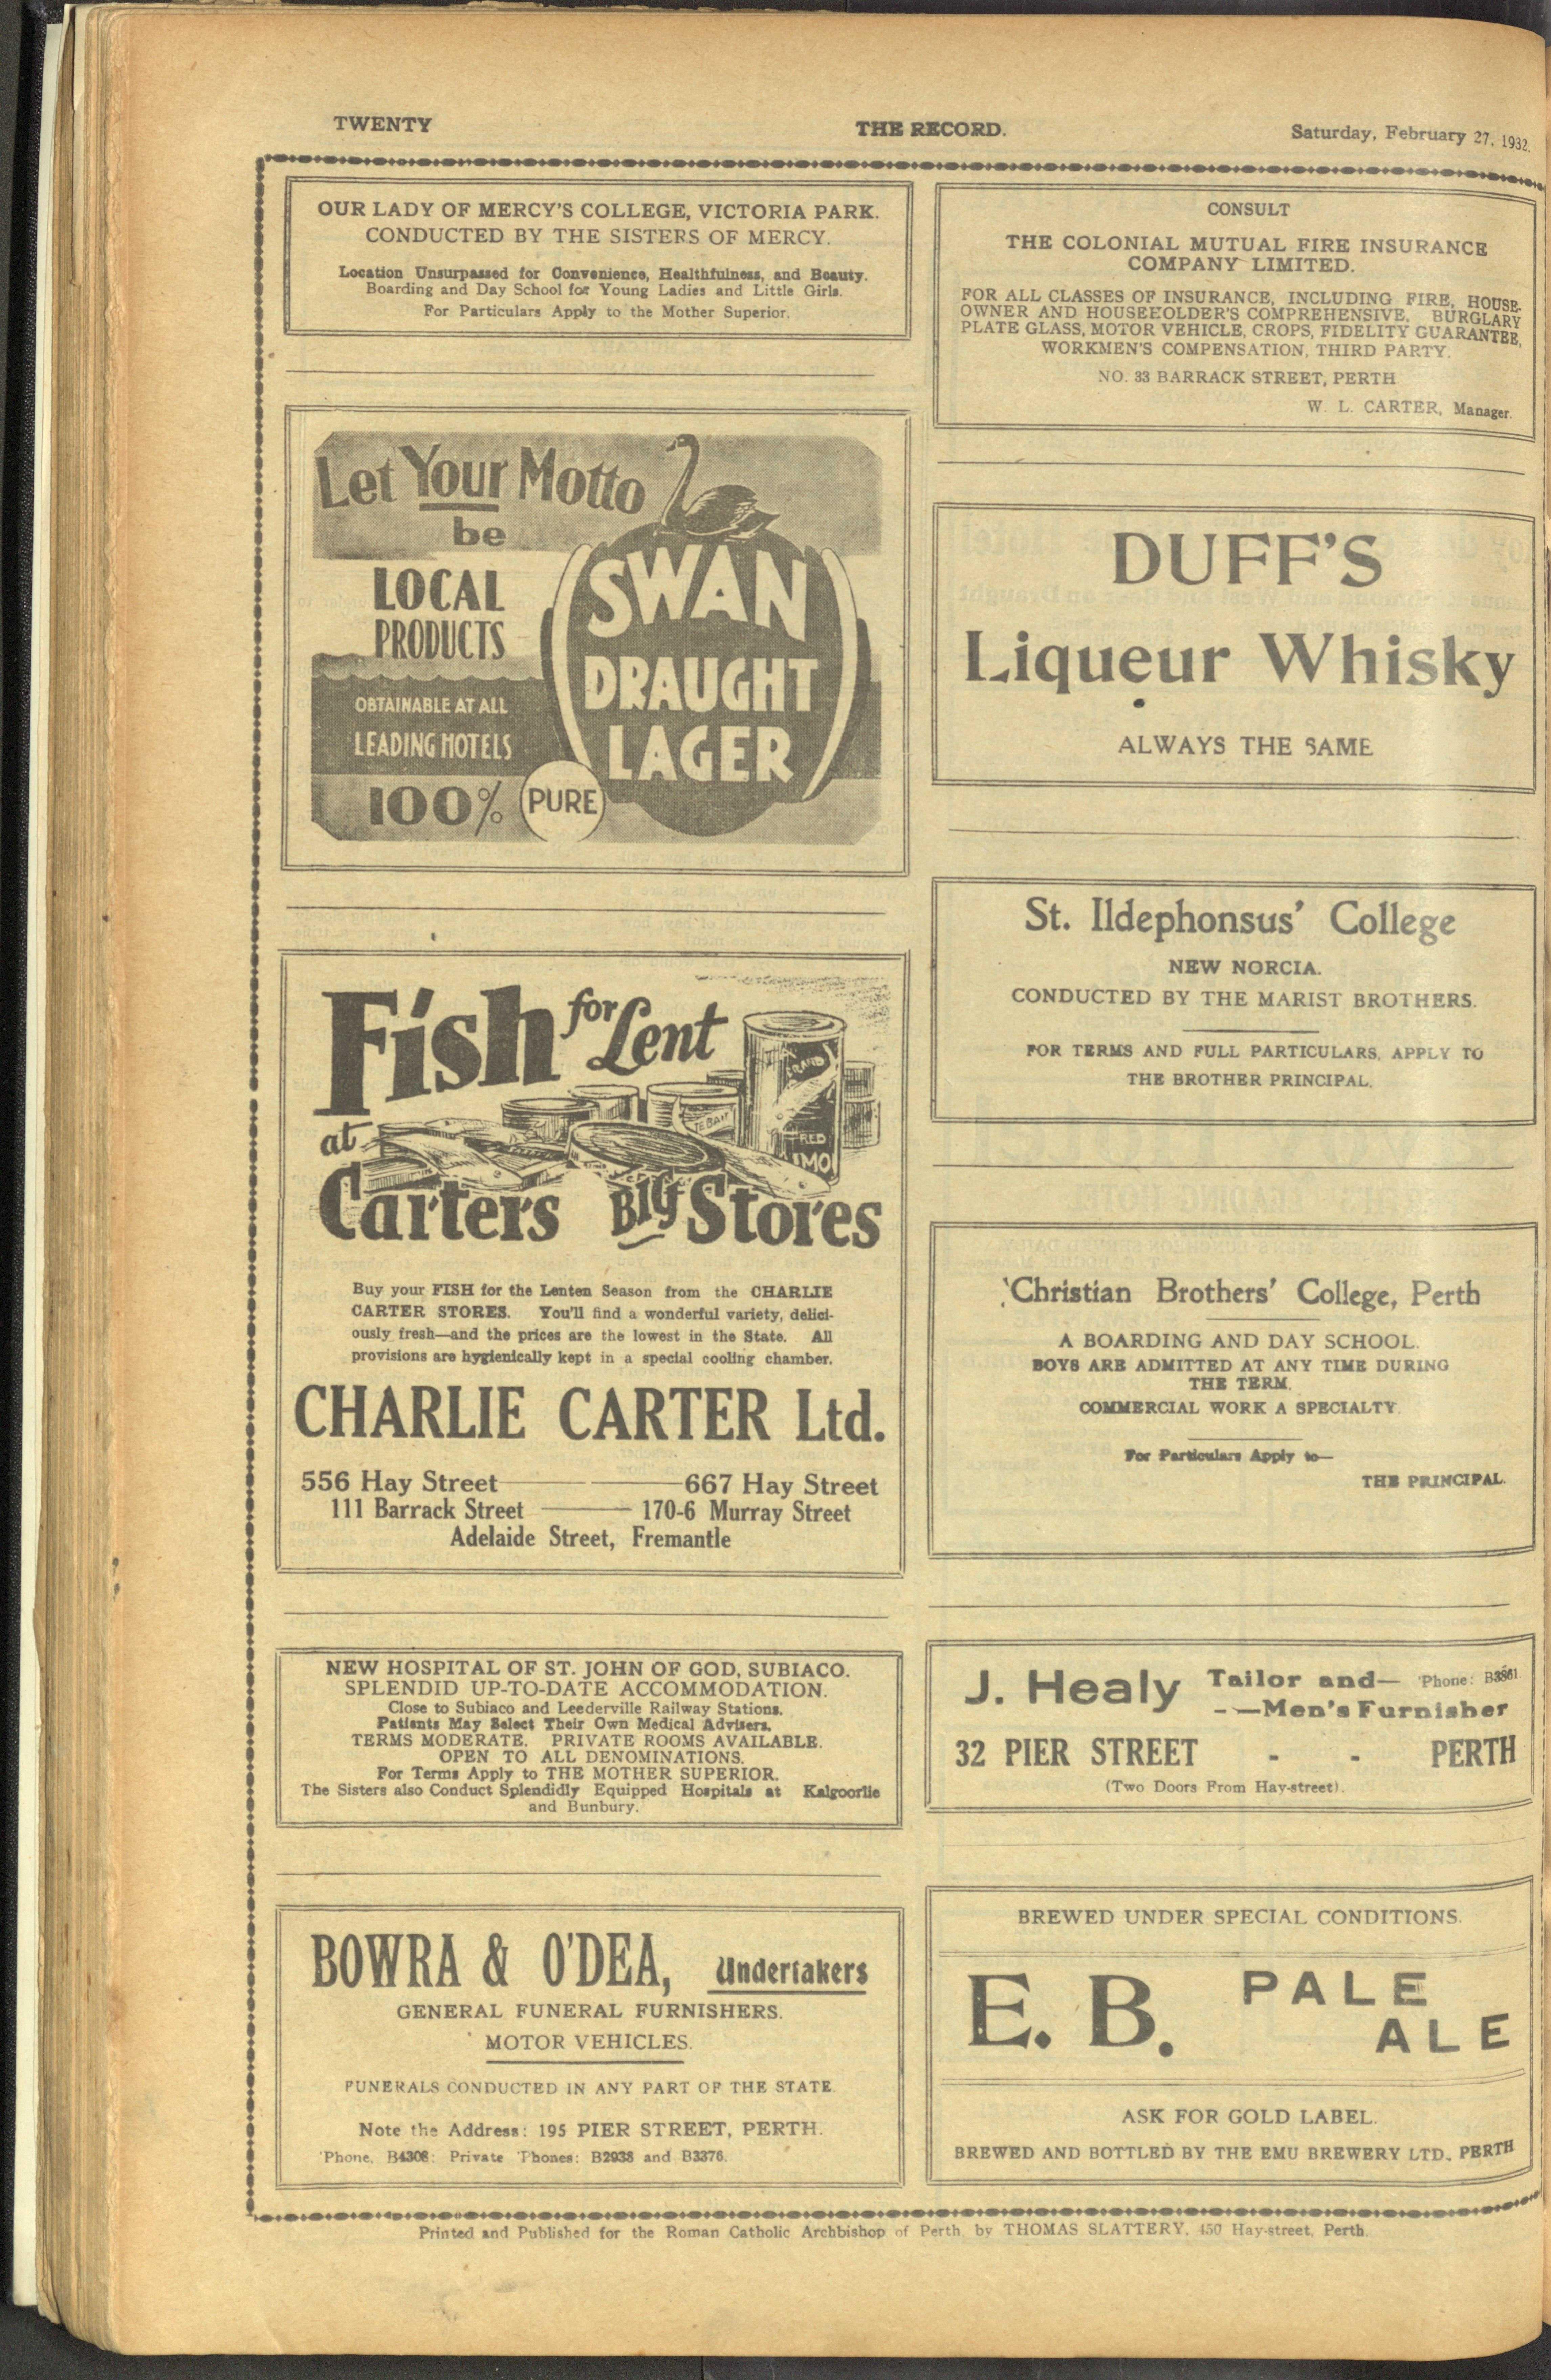 TWENTY
THE RECORD.
Saturday, February 27, 1932.
OUR LADY OF MERCY'S COLLEGE, VICTORIA PARK.
CONDUCTED BY THE SISTERS OF MERCY.
Location Unsurpassed for Convenience, Healthfulness, and Beauty.
Boarding and Day School for Young Ladies and Little Girls.
For Particulars Apply to the Mother Superior.
Let Your Motto
be
LOCAL
PRODUCTS
OBTAINABLE AT ALL
LEADING HOTELS
100% PURE
SWAN
DRAUGHT
LAGER
Fish for Lent
at
Carters Big Stores
BRAND
RED
Buy your FISH for the Lenten Season from the CHARLIE
CARTER STORES. You'll find a wonderful variety, delici-
ously fresh—and the prices are the lowest in the State. All
provisions are hygienically kept in a special cooling chamber.
CHARLIE CARTER Ltd.
556 Hay Street — — 667 Hay Street
111 Barrack Street — 170-6 Murray Street
Adelaide Street, Fremantle
NEW HOSPITAL OF ST. JOHN OF GOD, SUBIACO.
SPLENDID UP-TO-DATE ACCOMMODATION.
Close to Subiaco and Leederville Railway Stations.
Patients May Select Their Own Medical Advisers.
TERMS MODERATE. PRIVATE ROOMS AVAILABLE.
OPEN TO ALL DENOMINATIONS.
For Terms Apply to THE MOTHER SUPERIOR.
The Sisters also Conduct Splendidly Equipped Hospitals at Kalgoorlie
and Bunbury.
BOWRA & O'DEA, Undertakers
GENERAL FUNERAL FURNISHERS.
MOTOR VEHICLES.
FUNERALS CONDUCTED IN ANY PART OF THE STATE.
Note the Address: 195 PIER STREET, PERTH.
'Phone, B4308: Private 'Phones: B2938 and B3376.
CONSULT
THE COLONIAL MUTUAL FIRE INSURANCE
COMPANY LIMITED.
FOR ALL CLASSES OF INSURANCE, INCLUDING FIRE, HOUSE-
OWNER AND HOUSEHOLDER'S COMPREHENSIVE, BURGLARY
PLATE GLASS, MOTOR VEHICLE, CROPS, FIDELITY GUARANTEE,
WORKMEN'S COMPENSATION, THIRD PARTY.
NO. 33 BARRACK STREET, PERTH
W. L. CARTER, Manager.
DUFF'S
Liqueur Whisky
ALWAYS THE SAME
St. Ildephonsus' College
NEW NORCIA.
CONDUCTED BY THE MARIST BROTHERS.
FOR TERMS AND FULL PARTICULARS, APPLY TO
THE BROTHER PRINCIPAL.
'Christian Brothers' College, Perth
A BOARDING AND DAY SCHOOL.
BOYS ARE ADMITTED AT ANY TIME DURING
THE TERM.
COMMERCIAL WORK A SPECIALTY.
For Particulars Apply to—
THE PRINCIPAL.
J. Healy Tailor and— 'Phone:
- —Men's Furnisher
32 PIER STREET - - PERTH
(Two Doors From Hay-street).
BREWED UNDER SPECIAL CONDITIONS.
E. B. PALE
ALE
ASK FOR GOLD LABEL.
BREWED AND BOTTLED BY THE EMU BREWERY LTD., PERTH
Printed and Published for the Roman Catholic Archbishop of Perth, by THOMAS SLATTERY, 450 Hay-street, Perth.